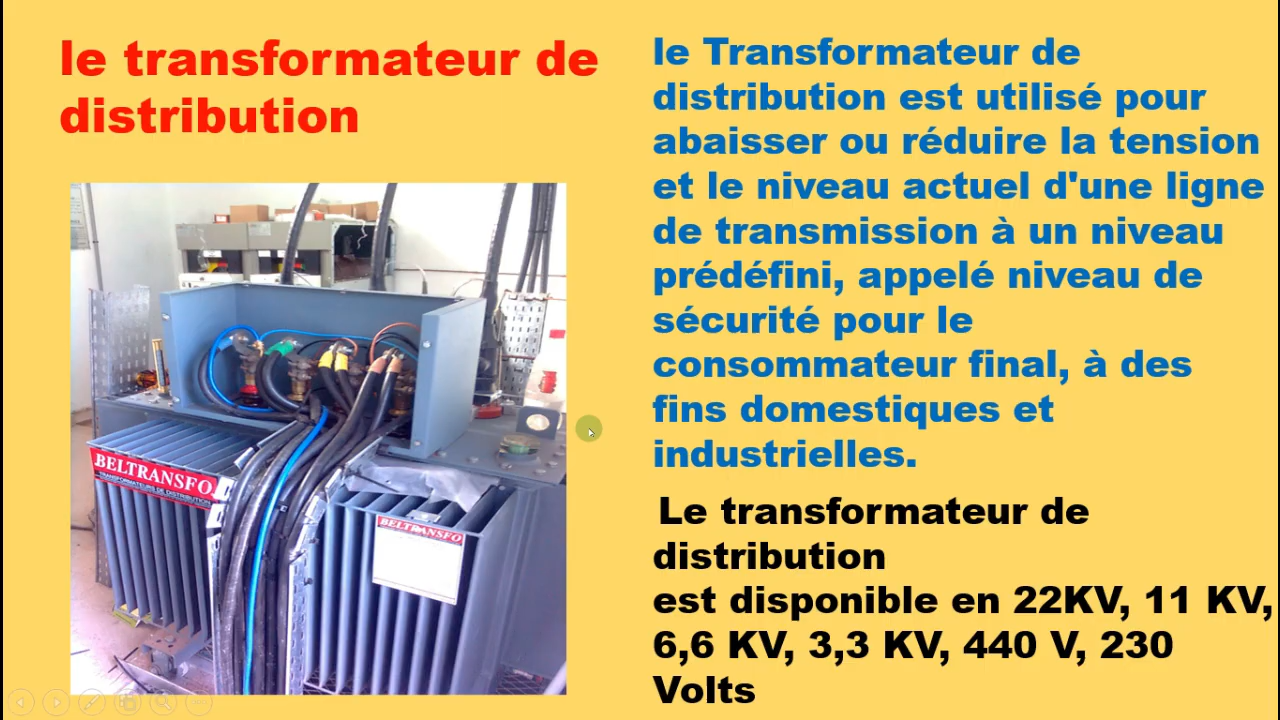 le transformateur de
distribution
le Transformateur de
distribution est utilisé pour
abaisser ou réduire la tension
et le niveau actuel d'une ligne
de transmission à un niveau
prédéfini, appelé niveau de
sécurité pour le
consommateur final, à des
fins domestiques et
industrielles.
Le transformateur de
distribution
est disponible en 22KV, 11 KV,
6,6 KV, 3,3 KV, 440 V, 230
Volts
BELTRANSFO
TRANSFORMATEURS DE DISTRIBUTION
BELTRANSFO